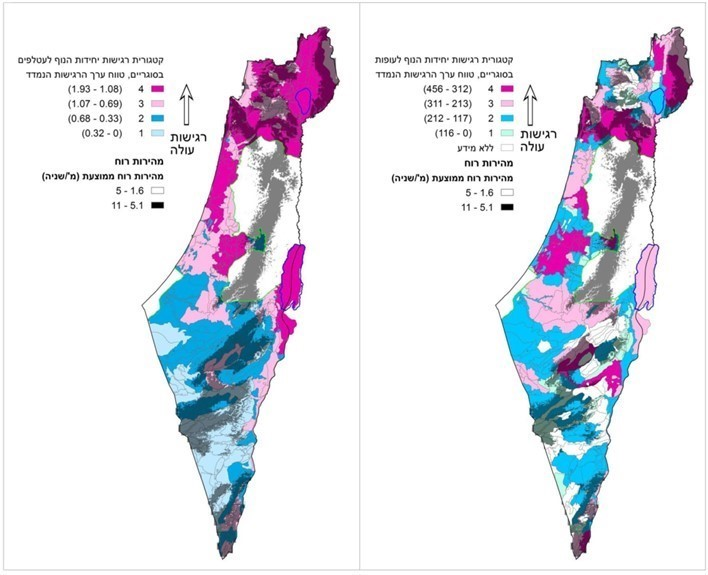 קטגורית רגישות יחידות הנוף לעטלפים
בסוגריים, טווח ערך הרגישות הנמדד
4 (1.93 - 1.08)
3 (1.07 - 0.69)
2 (0.68 - 0.33)
1 (0.32 - 0)
רגישות
עולה
מהירות רוח
מהירות רוח ממוצעת (מ'/שניה)
5 - 1.6
11 - 5.1
קטגורית רגישות יחידות הנוף לעופות
בסוגריים, טווח ערך הרגישות הנמדד
4 (456 - 312)
3 (311 - 213)
2 (212 - 117)
1 (116 - 0)
ללא מידע
רגישות
עולה
מהירות רוח
מהירות רוח ממוצעת (מ'/שניה)
5 - 1.6
11 - 5.1